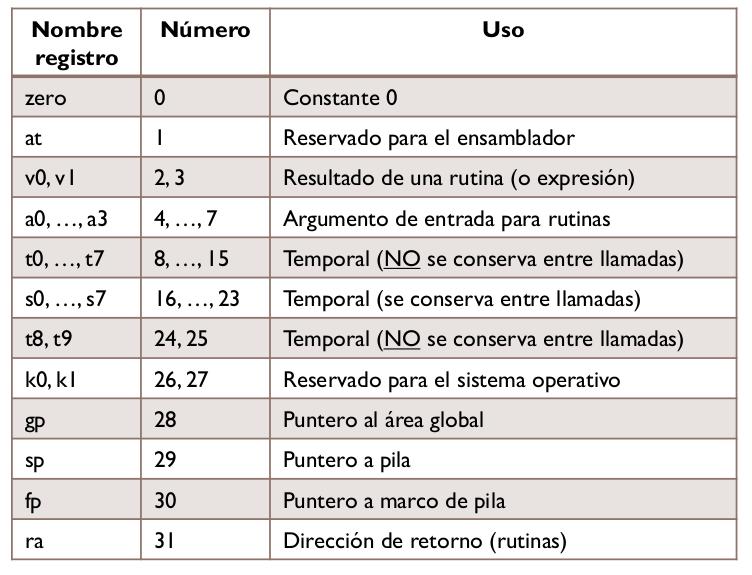 Nombre registro Número Uso
zero 0 Constante 0
at 1 Reservado para el ensamblador
v0, v1 2, 3 Resultado de una rutina (o expresión)
a0, …, a3 4, …, 7 Argumento de entrada para rutinas
t0, …, t7 8, …, 15 Temporal (NO se conserva entre llamadas)
s0, …, s7 16, …, 23 Temporal (se conserva entre llamadas)
t8, t9 24, 25 Temporal (NO se conserva entre llamadas)
k0, k1 26, 27 Reservado para el sistema operativo
gp 28 Puntero al área global
sp 29 Puntero a pila
fp 30 Puntero a marco de pila
ra 31 Dirección de retorno (rutinas)